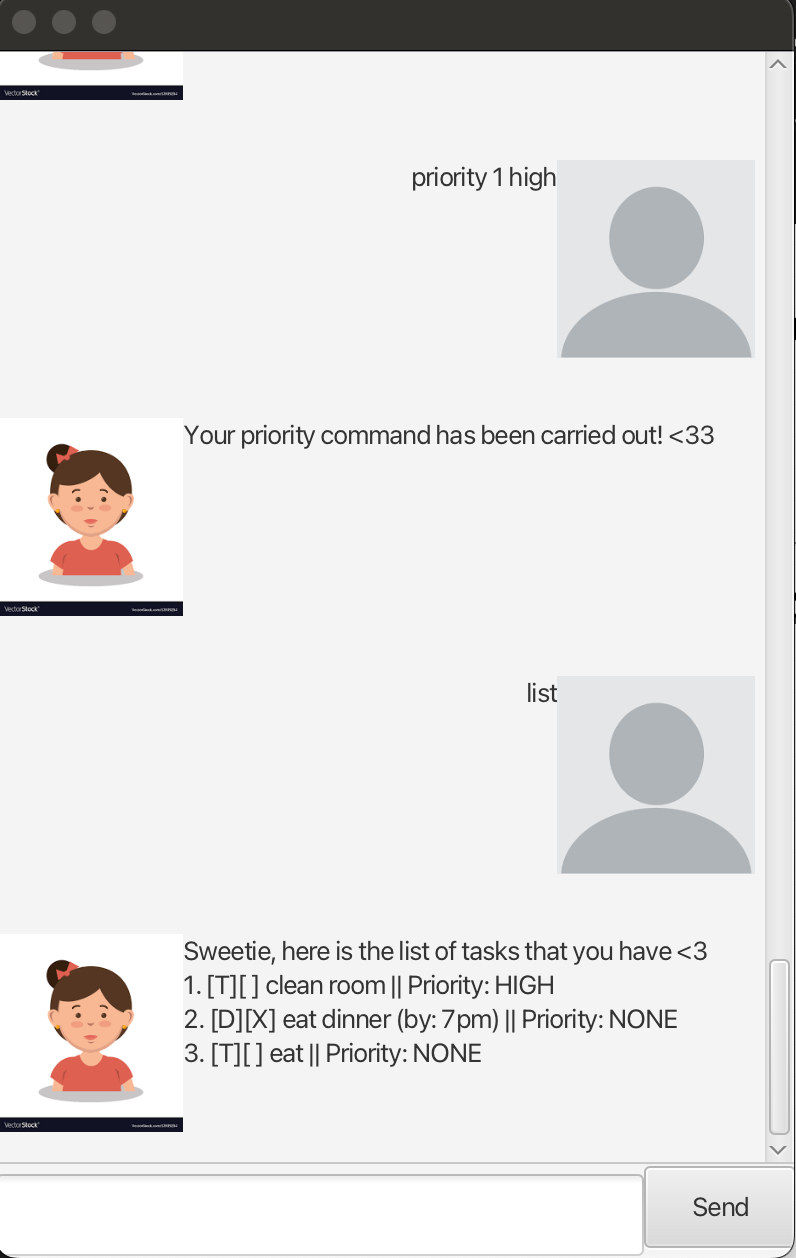 VectorStock®
priority 1 high
Your priority command has been carried out! <33
VectorStock®
list
Sweetie, here is the list of tasks that you have <3
1. [T][ ] clean room || Priority: HIGH
2. [D][X] eat dinner (by: 7pm) || Priority: NONE
3. [T][ ] eat || Priority: NONE
VectorStock®
Send